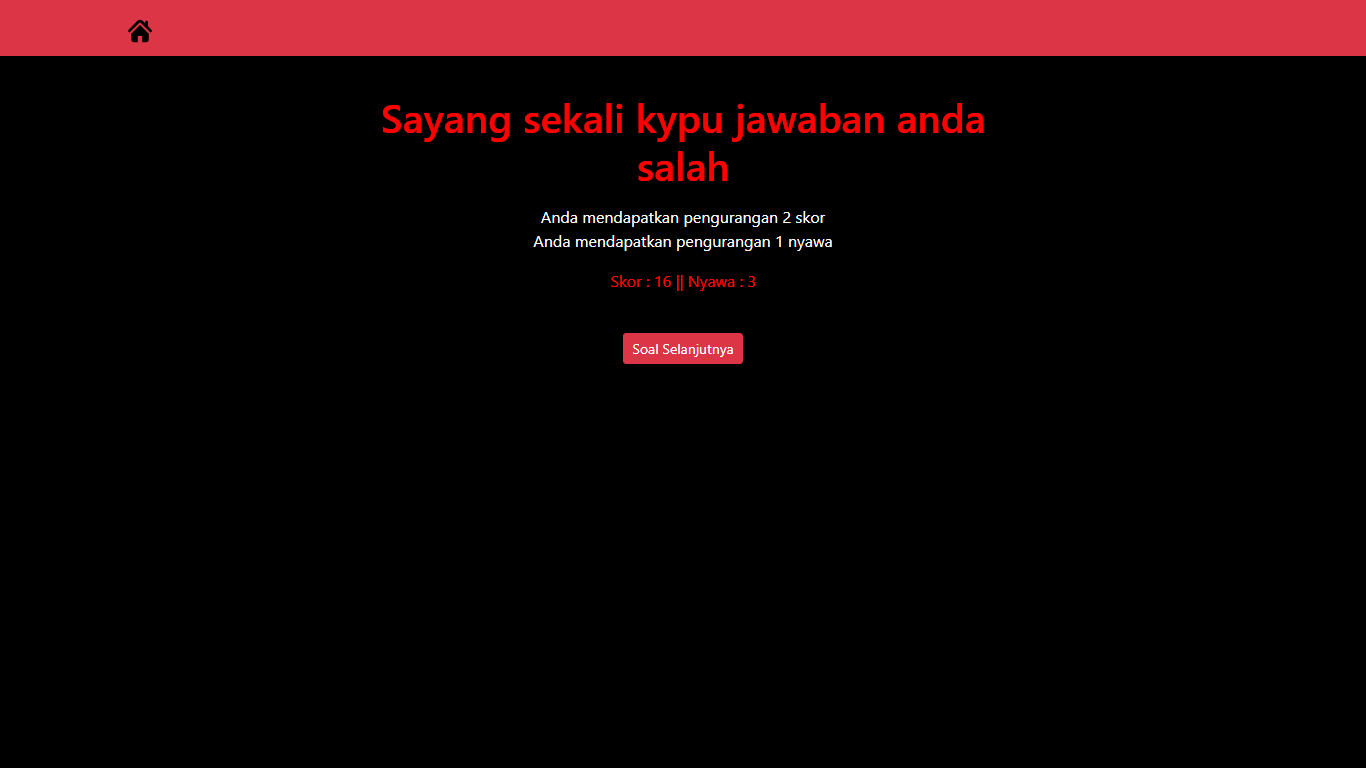 Sayang sekali kypu jawaban anda
salah
Anda mendapatkan pengurangan 2 skor
Anda mendapatkan pengurangan 1 nyawa
Skor : 16 || Nyawa : 3
Soal Selanjutnya